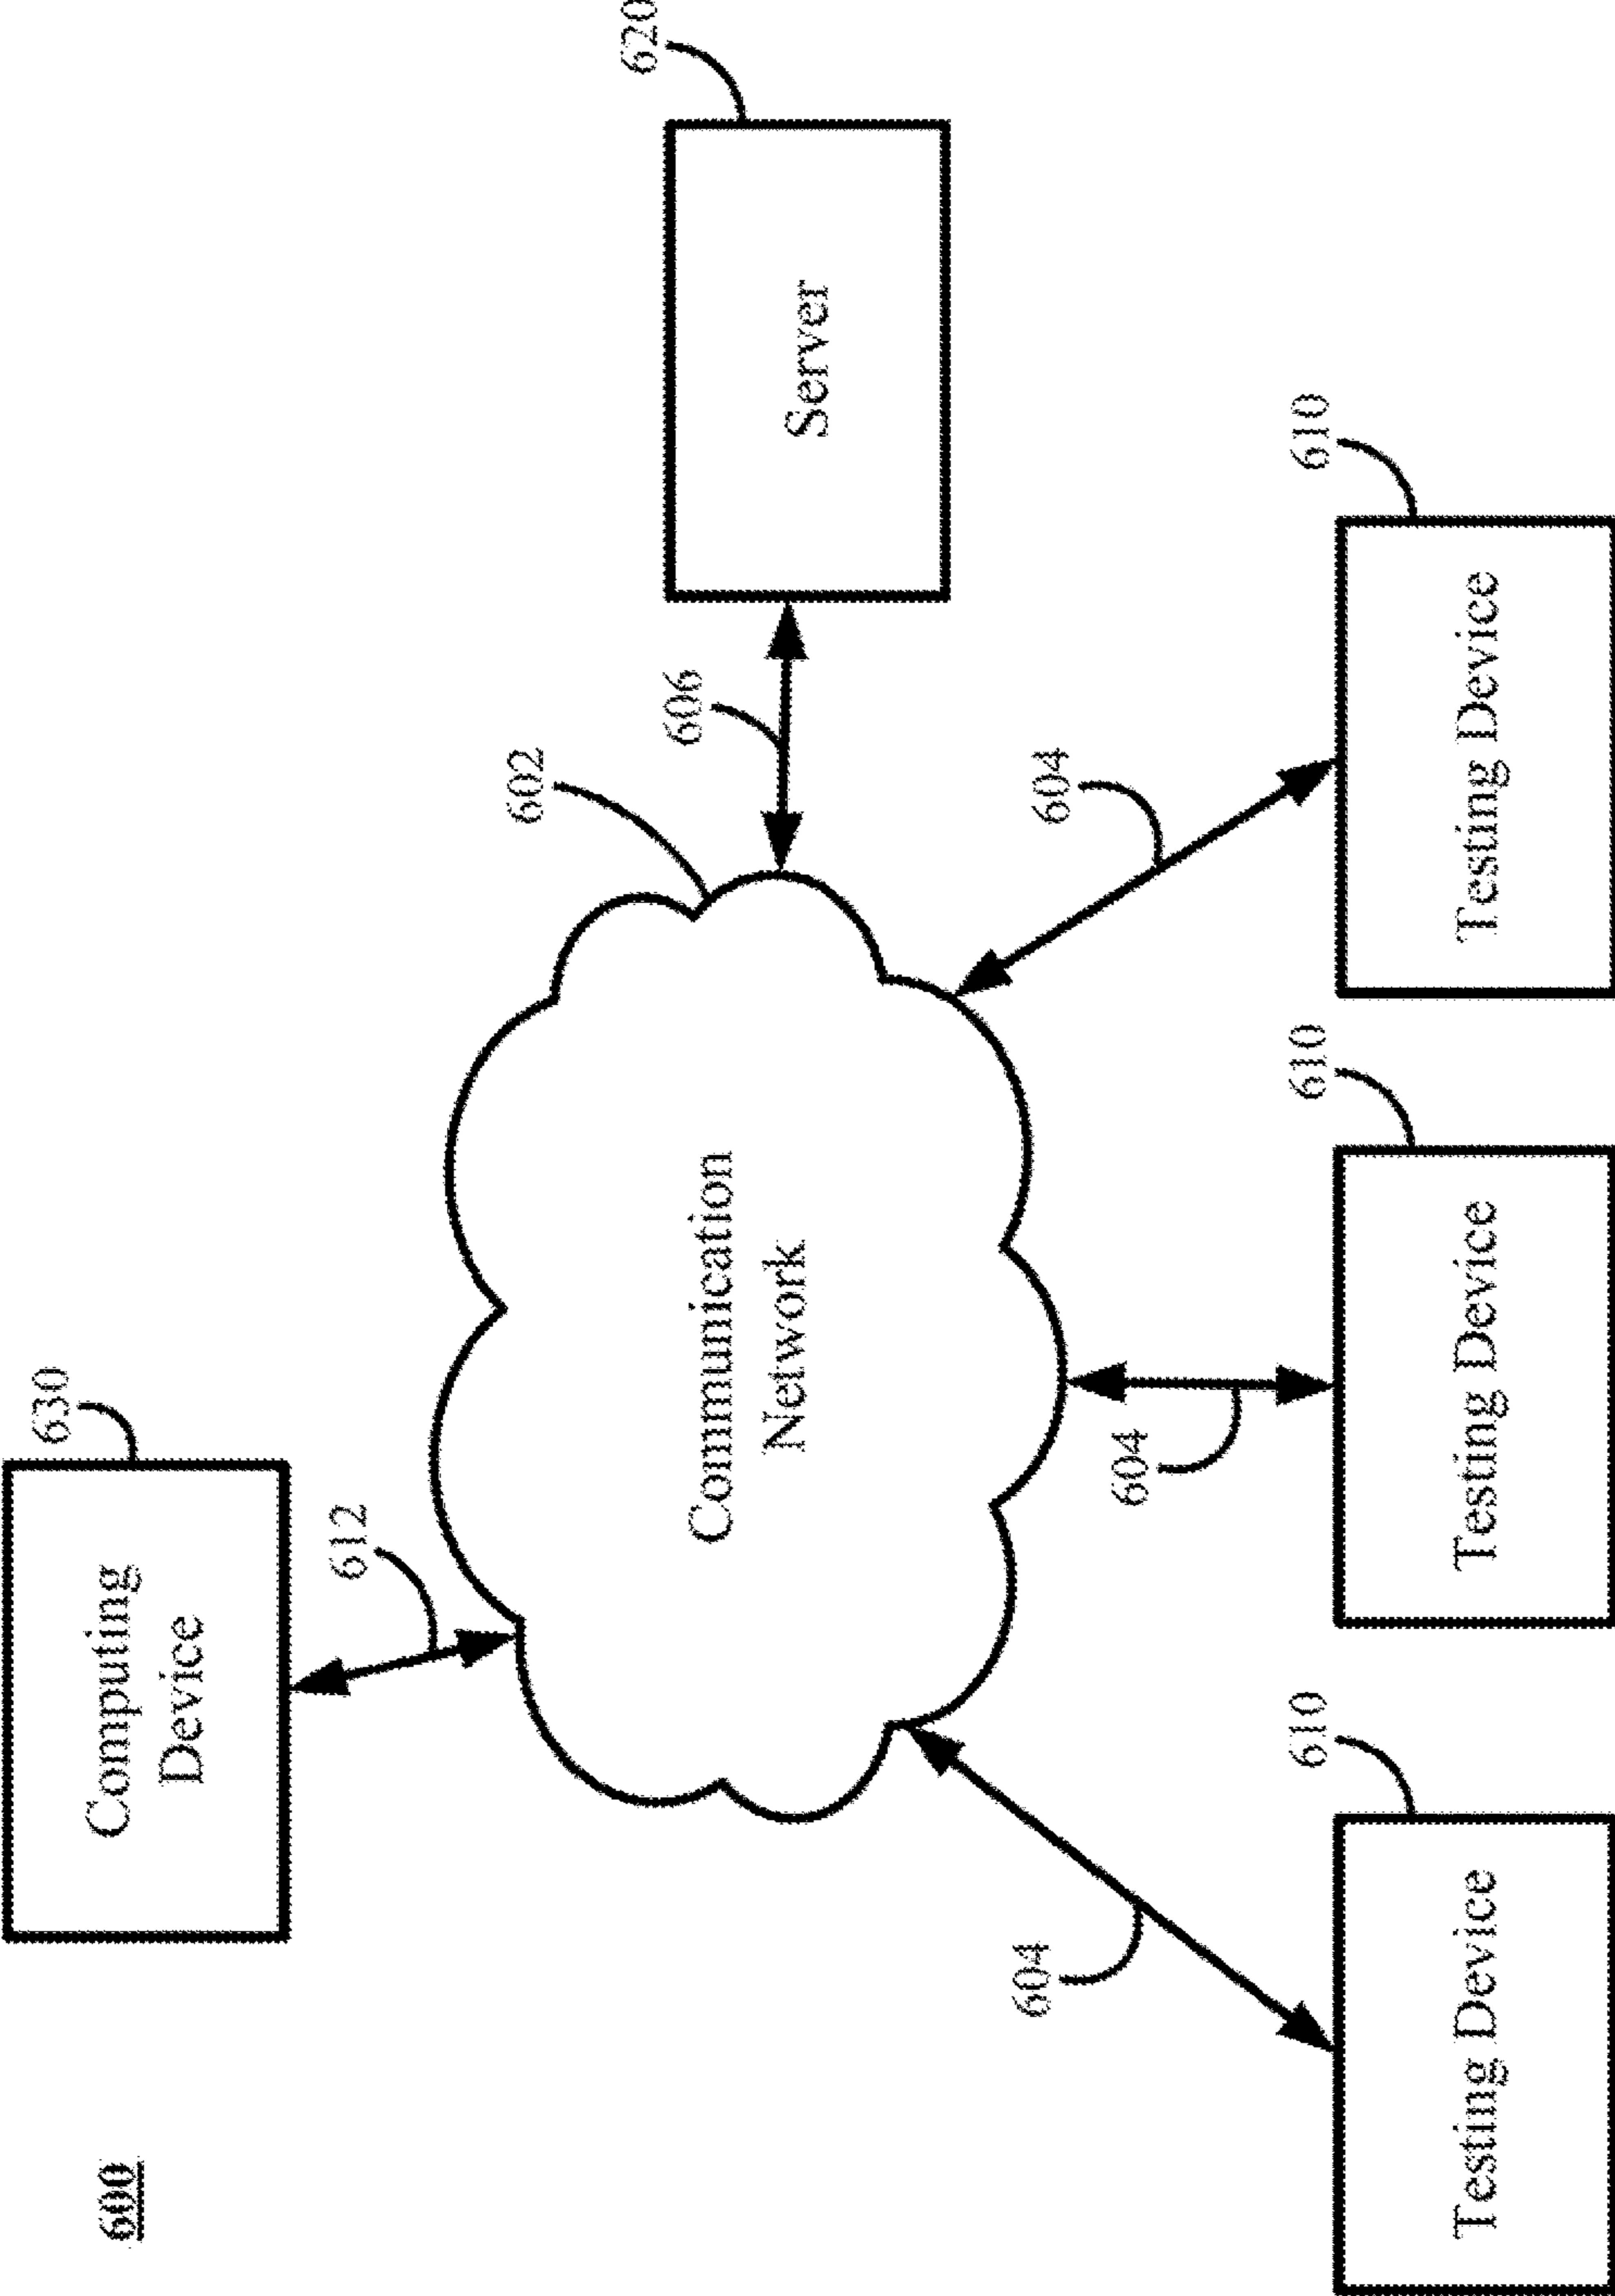 600
Computing
Device
630
612
Communication
Network
602
606
Server
620
604
604
604
Testing Device
610
Testing Device
610
Testing Device
610